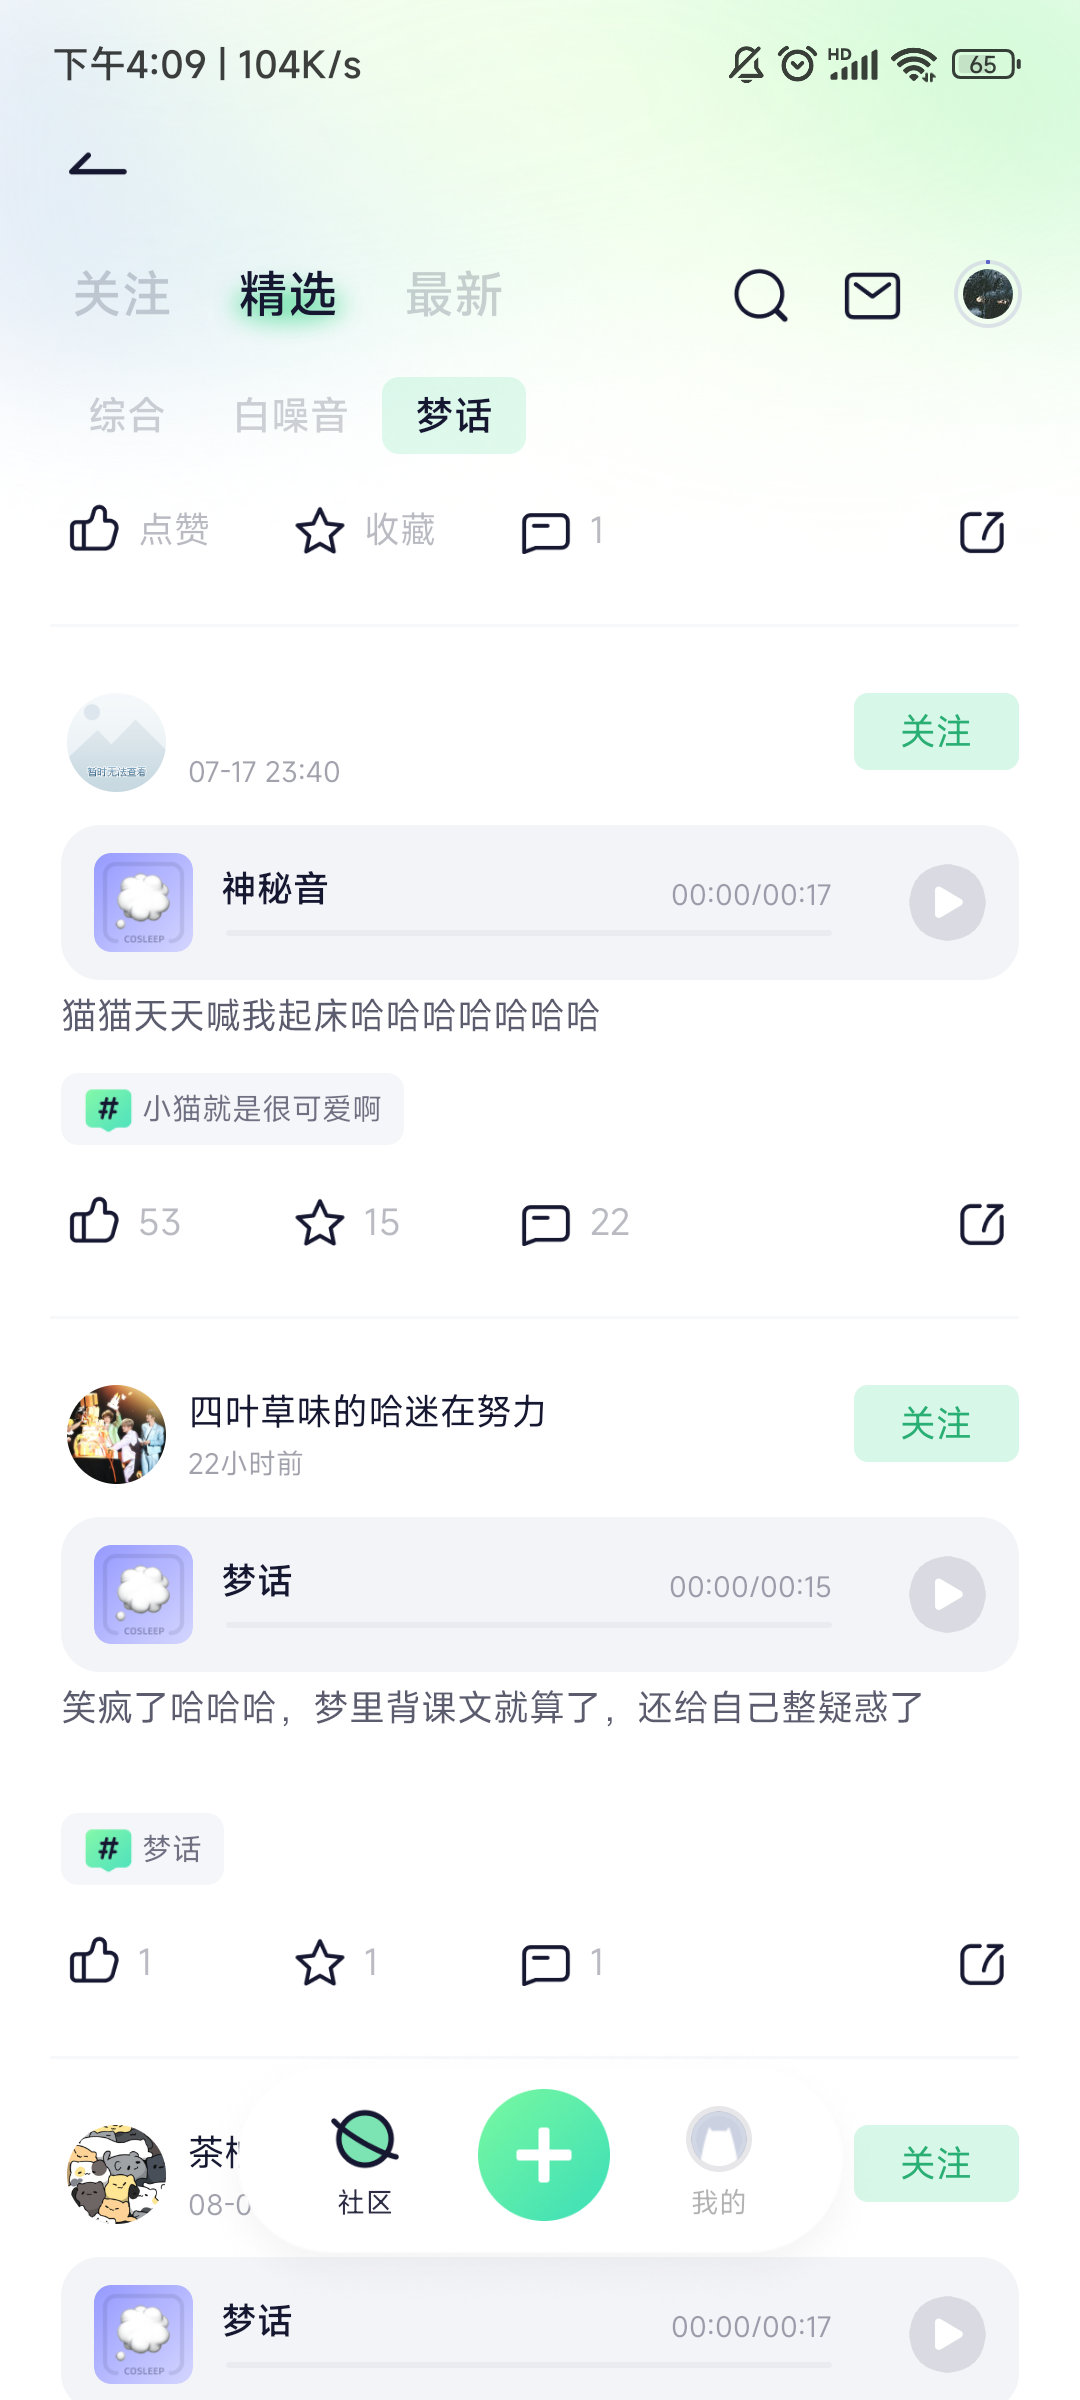 下午4:09 | 104K/s
HD
65
关注 精选 最新
综合 白噪音 梦话
点赞 收藏 1
暂时无法查看
07-17 23:40
关注
COSLEEP
神秘音
00:00/00:17
猫猫天天喊我起床哈哈哈哈哈哈哈
# 小猫就是很可爱啊
53 15 22
四叶草味的哈迷在努力
22小时前
关注
COSLEEP
梦话
00:00/00:15
笑疯了哈哈哈，梦里背课文就算了，还给自己整疑惑了
# 梦话
1 1 1
茶
08-0
关注
社区
我的
COSLEEP
梦话
00:00/00:17